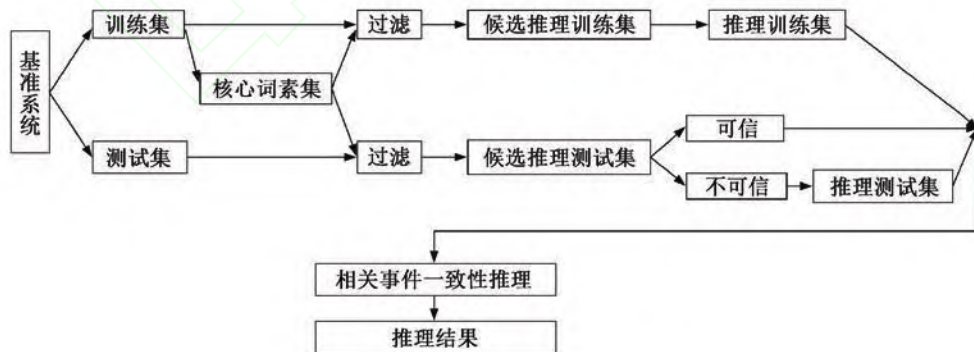 基准系统
训练集
过滤
候选推理训练集
推理训练集
核心词素集
测试集
过滤
候选推理测试集
可信
不可信
推理测试集
相关事件一致性推理
推理结果